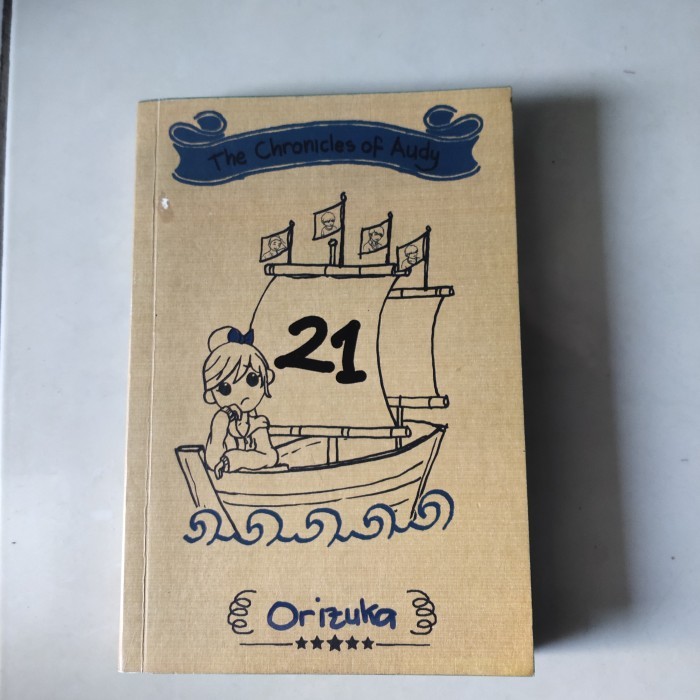 The Chronicles of Audy
21
Orizuka